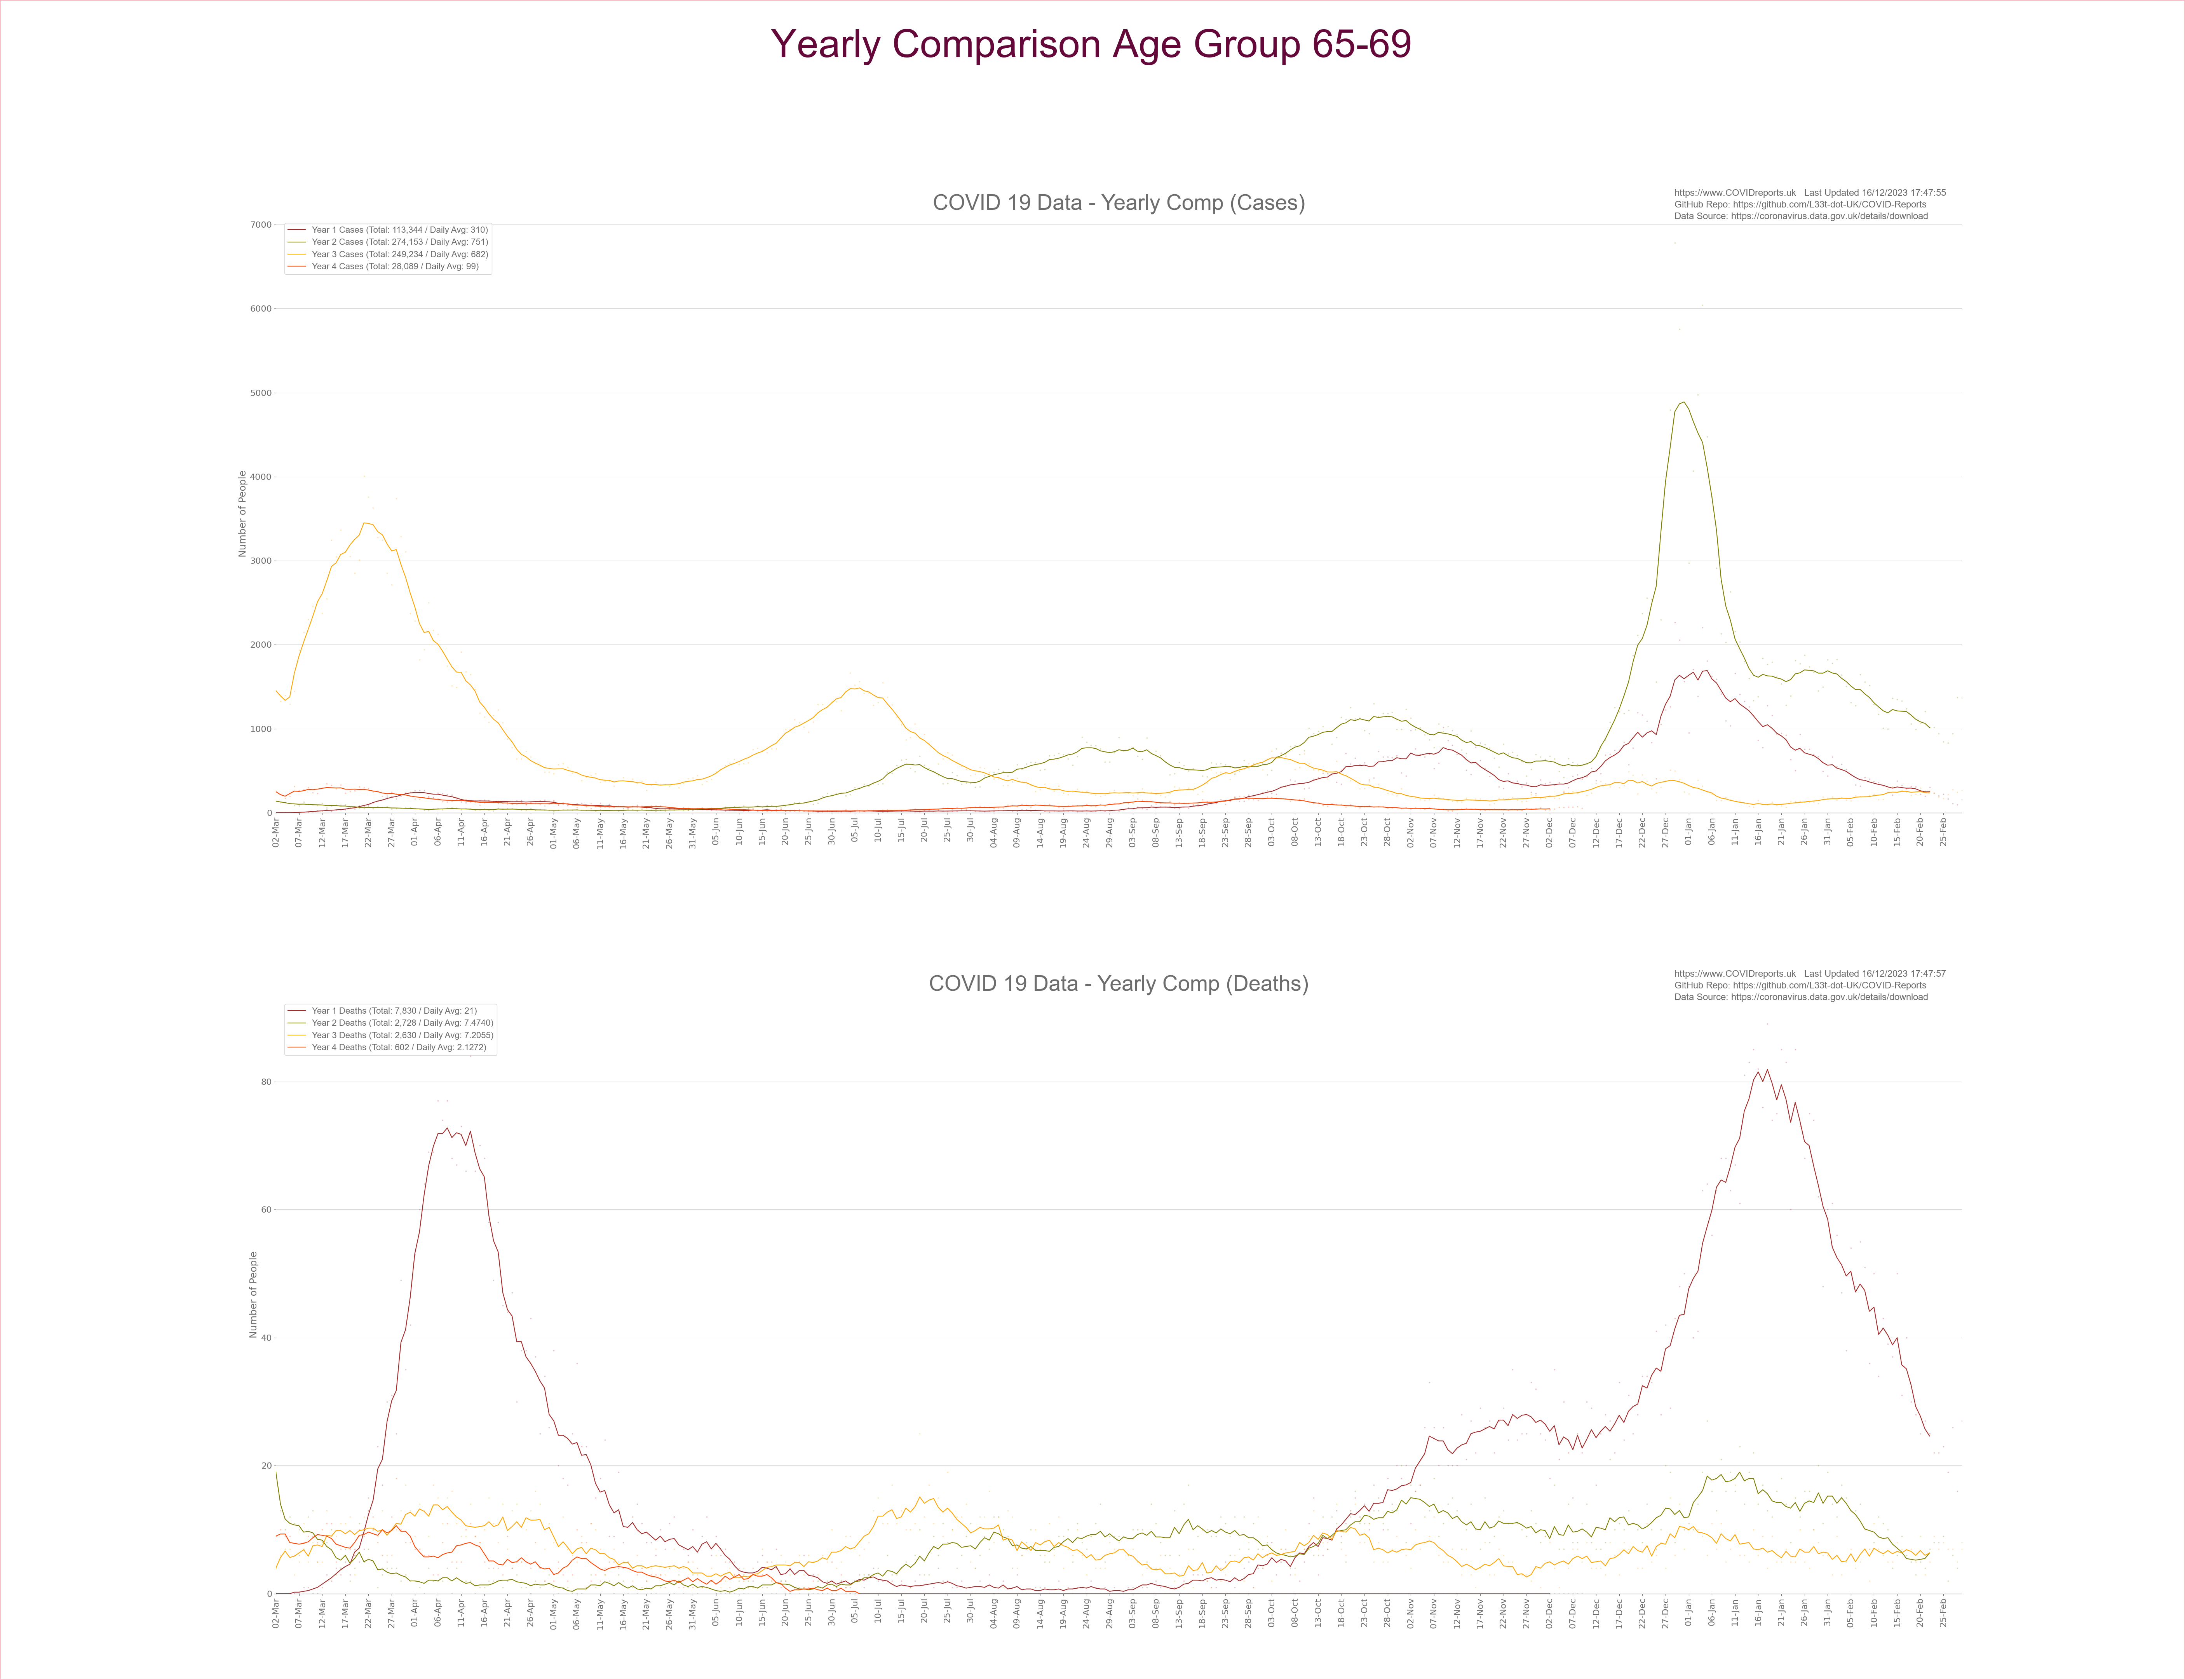 Yearly Comparison Age Group 65-69
COVID 19 Data - Yearly Comp (Cases)
https://www.COVIDreports.uk   Last Updated 16/12/2023 17:47:55
GitHub Repo: https://github.com/L33t-dot-UK/COVID-Reports
Data Source: https://coronavirus.data.gov.uk/details/download
Year 1 Cases (Total: 113,344 / Daily Avg: 310)
Year 2 Cases (Total: 274,153 / Daily Avg: 751)
Year 3 Cases (Total: 249,234 / Daily Avg: 682)
Year 4 Cases (Total: 28,089 / Daily Avg: 99)
7000
6000
5000
4000
3000
2000
1000
0
Number of People
02-Mar 07-Mar 12-Mar 17-Mar 22-Mar 27-Mar 01-Apr 06-Apr 11-Apr 16-Apr 21-Apr 26-Apr 01-May 06-May 11-May 16-May 21-May 26-May 31-May 05-Jun 10-Jun 15-Jun 20-Jun 25-Jun 30-Jun 05-Jul 10-Jul 15-Jul 20-Jul 25-Jul 30-Jul 04-Aug 09-Aug 14-Aug 19-Aug 24-Aug 29-Aug 03-Sep 08-Sep 13-Sep 18-Sep 23-Sep 28-Sep 03-Oct 08-Oct 13-Oct 18-Oct 23-Oct 28-Oct 02-Nov 07-Nov 12-Nov 17-Nov 22-Nov 27-Nov 02-Dec 07-Dec 12-Dec 17-Dec 22-Dec 27-Dec 01-Jan 06-Jan 11-Jan 16-Jan 21-Jan 26-Jan 31-Jan 05-Feb 10-Feb 15-Feb 20-Feb 25-Feb
COVID 19 Data - Yearly Comp (Deaths)
https://www.COVIDreports.uk   Last Updated 16/12/2023 17:47:57
GitHub Repo: https://github.com/L33t-dot-UK/COVID-Reports
Data Source: https://coronavirus.data.gov.uk/details/download
Year 1 Deaths (Total: 7,830 / Daily Avg: 21)
Year 2 Deaths (Total: 2,728 / Daily Avg: 7.4740)
Year 3 Deaths (Total: 2,630 / Daily Avg: 7.2055)
Year 4 Deaths (Total: 602 / Daily Avg: 2.1272)
80
60
40
20
0
Number of People
02-Mar 07-Mar 12-Mar 17-Mar 22-Mar 27-Mar 01-Apr 06-Apr 11-Apr 16-Apr 21-Apr 26-Apr 01-May 06-May 11-May 16-May 21-May 26-May 31-May 05-Jun 10-Jun 15-Jun 20-Jun 25-Jun 30-Jun 05-Jul 10-Jul 15-Jul 20-Jul 25-Jul 30-Jul 04-Aug 09-Aug 14-Aug 19-Aug 24-Aug 29-Aug 03-Sep 08-Sep 13-Sep 18-Sep 23-Sep 28-Sep 03-Oct 08-Oct 13-Oct 18-Oct 23-Oct 28-Oct 02-Nov 07-Nov 12-Nov 17-Nov 22-Nov 27-Nov 02-Dec 07-Dec 12-Dec 17-Dec 22-Dec 27-Dec 01-Jan 06-Jan 11-Jan 16-Jan 21-Jan 26-Jan 31-Jan 05-Feb 10-Feb 15-Feb 20-Feb 25-Feb